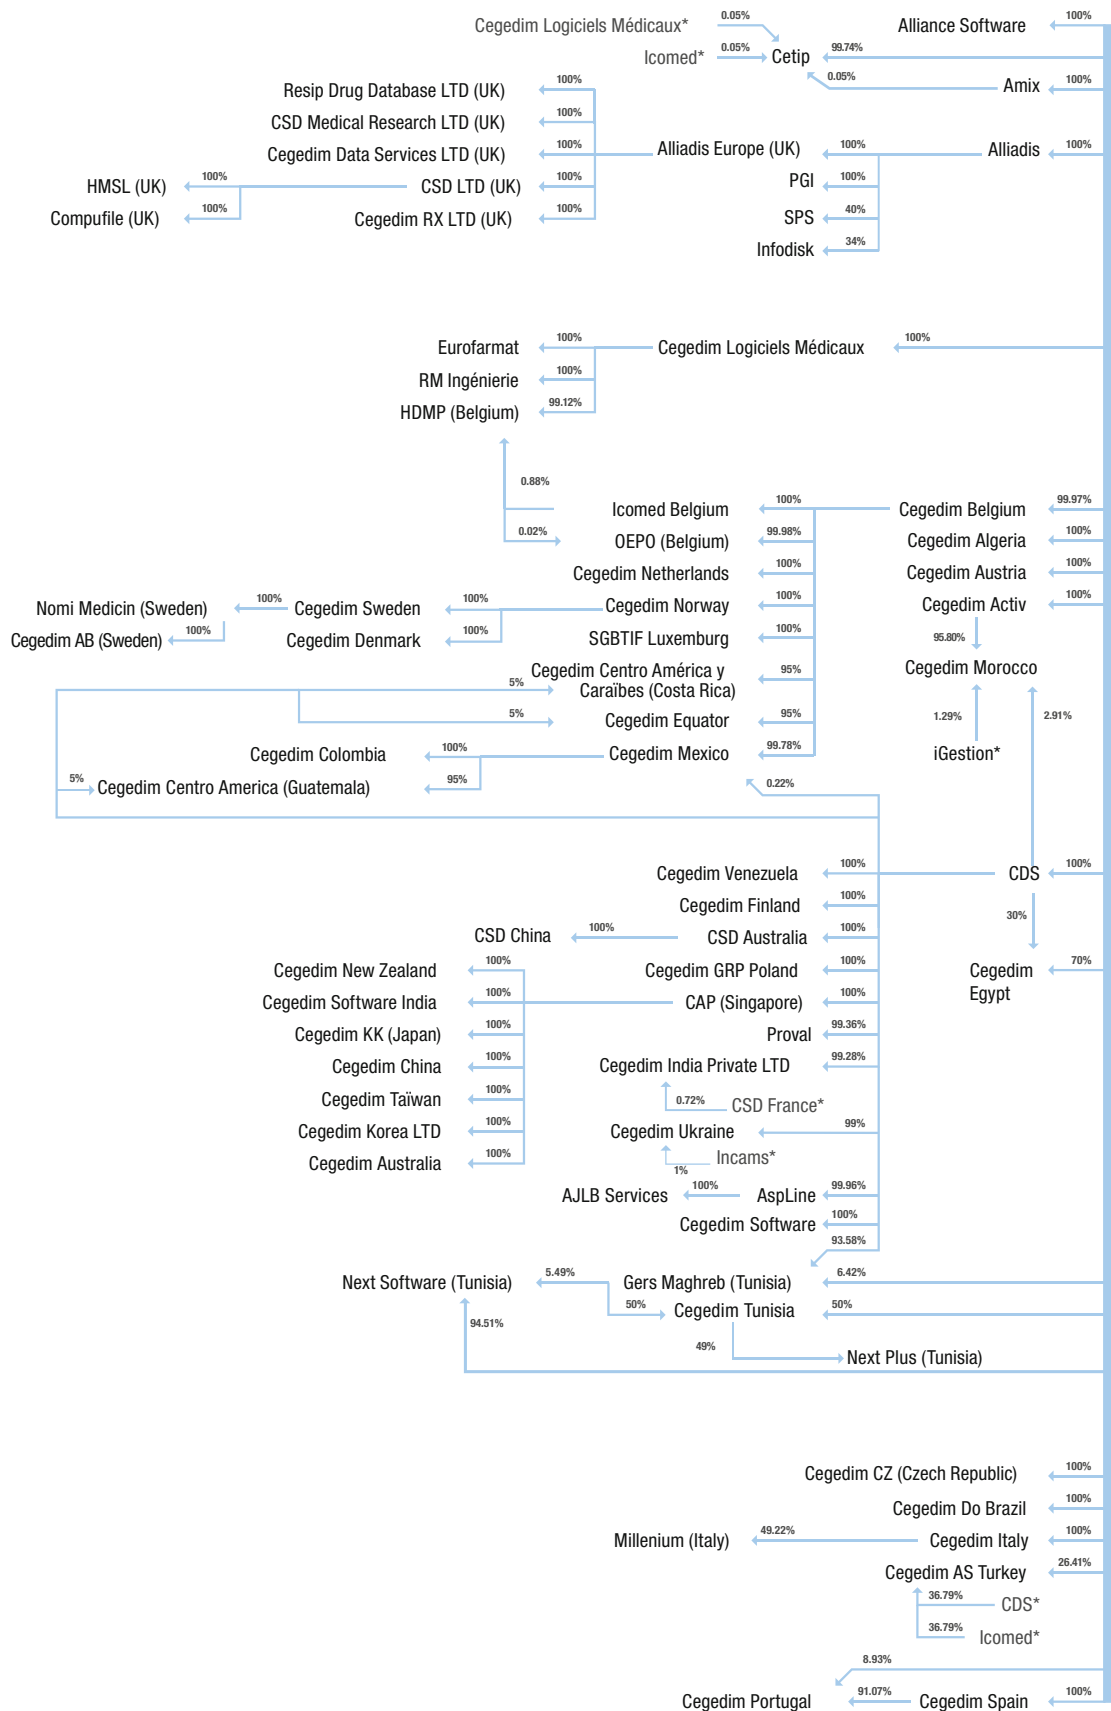 Cegedim Logiciels Médicaux* 0.05% Alliance Software 100%
Icomed* 0.05% Cetip 99.74%
0.05% Amix 100%
Resip Drug Database LTD (UK) 100%
CSD Medical Research LTD (UK) 100%
Cegedim Data Services LTD (UK) 100% Alliadis Europe (UK) 100% Alliadis 100%
HMSL (UK) 100% CSD LTD (UK) 100% PGI 100%
Compufile (UK) 100% Cegedim RX LTD (UK) 100% SPS 40%
Infodisk 34%
Eurofarmat 100% Cegedim Logiciels Médicaux 100%
RM Ingénierie 100%
HDMP (Belgium) 99.12%
0.88%
Icomed Belgium 100% Cegedim Belgium 99.97%
0.02% OEPO (Belgium) 99.98% Cegedim Algeria 100%
Cegedim Netherlands 100% Cegedim Austria 100%
Nomi Medicin (Sweden) 100% Cegedim Sweden 100% Cegedim Norway 100% Cegedim Activ 100%
Cegedim AB (Sweden) 100% Cegedim Denmark 100% SGBTIF Luxemburg 100% 95.80%
Cegedim Morocco
5% Cegedim Centro América y 95%
Caraïbes (Costa Rica)
5% Cegedim Equator 95% 1.29% 2.91%
Cegedim Colombia 100% Cegedim Mexico 99.78% iGestion*
5% Cegedim Centro America (Guatemala) 95% 0.22%
Cegedim Venezuela 100% CDS 100%
Cegedim Finland 100% 30%
CSD China 100% CSD Australia 100%
Cegedim New Zealand 100% Cegedim GRP Poland 100% Cegedim 70%
Egypt
Cegedim Software India 100% CAP (Singapore) 100%
Cegedim KK (Japan) 100% Proval 99.36%
Cegedim China 100% Cegedim India Private LTD 99.28%
Cegedim Taïwan 100% 0.72% CSD France*
Cegedim Korea LTD 100% Cegedim Ukraine 99%
Cegedim Australia 100% 1% Incams*
AJLB Services 100% AspLine 99.96%
Cegedim Software 100%
93.58%
Next Software (Tunisia) 5.49% Gers Maghreb (Tunisia) 6.42%
94.51% 50% Cegedim Tunisia 50%
49% Next Plus (Tunisia)
Cegedim CZ (Czech Republic) 100%
Cegedim Do Brazil 100%
Millenium (Italy) 49.22% Cegedim Italy 100%
Cegedim AS Turkey 26.41%
36.79% CDS*
36.79% Icomed*
8.93%
Cegedim Portugal 91.07% Cegedim Spain 100%